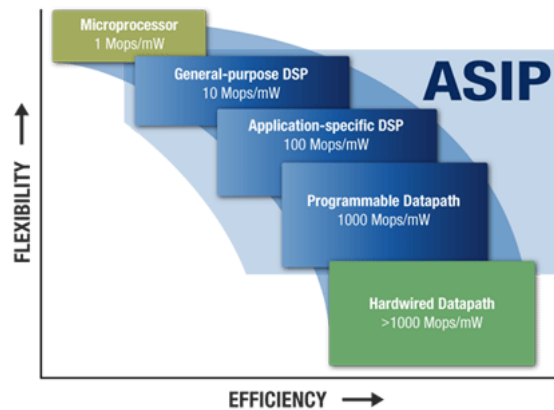 Microprocessor
1 Mops/mW
General-purpose DSP
10 Mops/mW
ASIP
Application-specific DSP
100 Mops/mW
Programmable Datapath
1000 Mops/mW
Hardwired Datapath
>1000 Mops/mW
FLEXIBILITY
EFFICIENCY